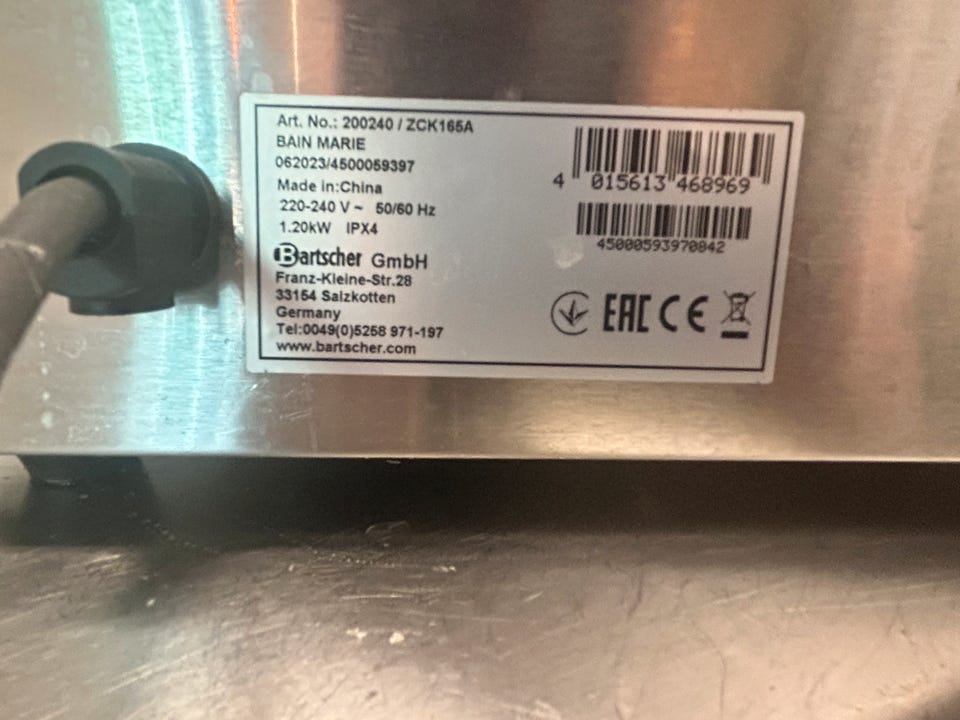 Art. No.: 200240 / ZCK165A
BAIN MARIE
062023/4500059397
Made in:China
220-240 V ~ 50/60 Hz
1.20kW IPX4
Bartscher GmbH
Franz-Kleine-Str.28
33154 Salzkotten
Germany
Tel:0049(0)5258 971-197
www.bartscher.com
4 015613 468969
45000593970842
EAC CE